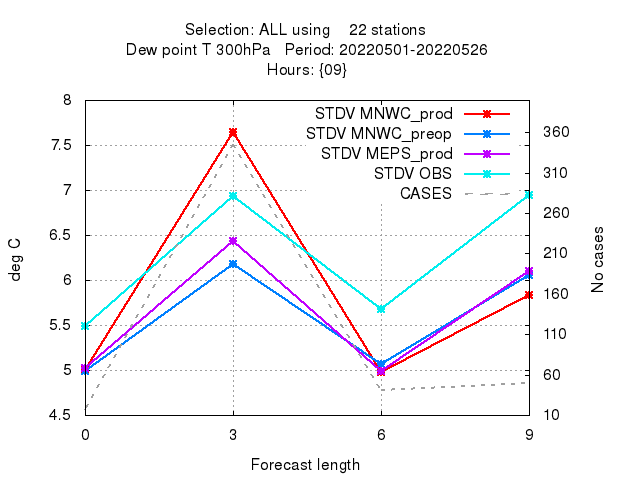 Selection: ALL using    22 stations
Dew point T 300hPa   Period: 20220501-20220526
Hours: {09}
8
7.5
7
6.5
6
5.5
5
4.5
deg C
STDV MNWC_prod
STDV MNWC_preop
STDV MEPS_prod
STDV OBS
CASES
360
310
260
210
160
110
60
10
No cases
0 3 6 9
Forecast length